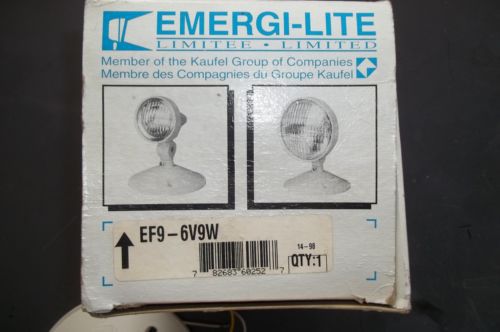 EMERGI-LITE
LIMITEE • LIMITED
Member of the Kaufel Group of Companies
Membre des Compagnies du Groupe Kaufel
EF9-6V9W
14-98
7 82683 60252 7
QTY:1